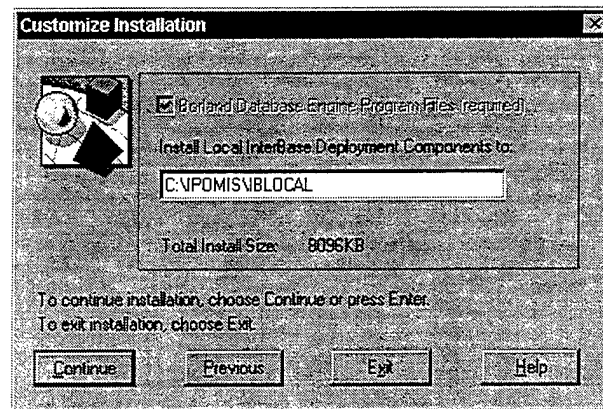 Customize Installation
Borland Database Engine Program Files (required)
Install Local InterBase Deployment Components to:
C:\IPOMIS\IBLOCAL
Total Install Size: 8096KB
To continue installation, choose Continue or press Enter.
To exit installation, choose Exit.
Continue Previous Exit Help